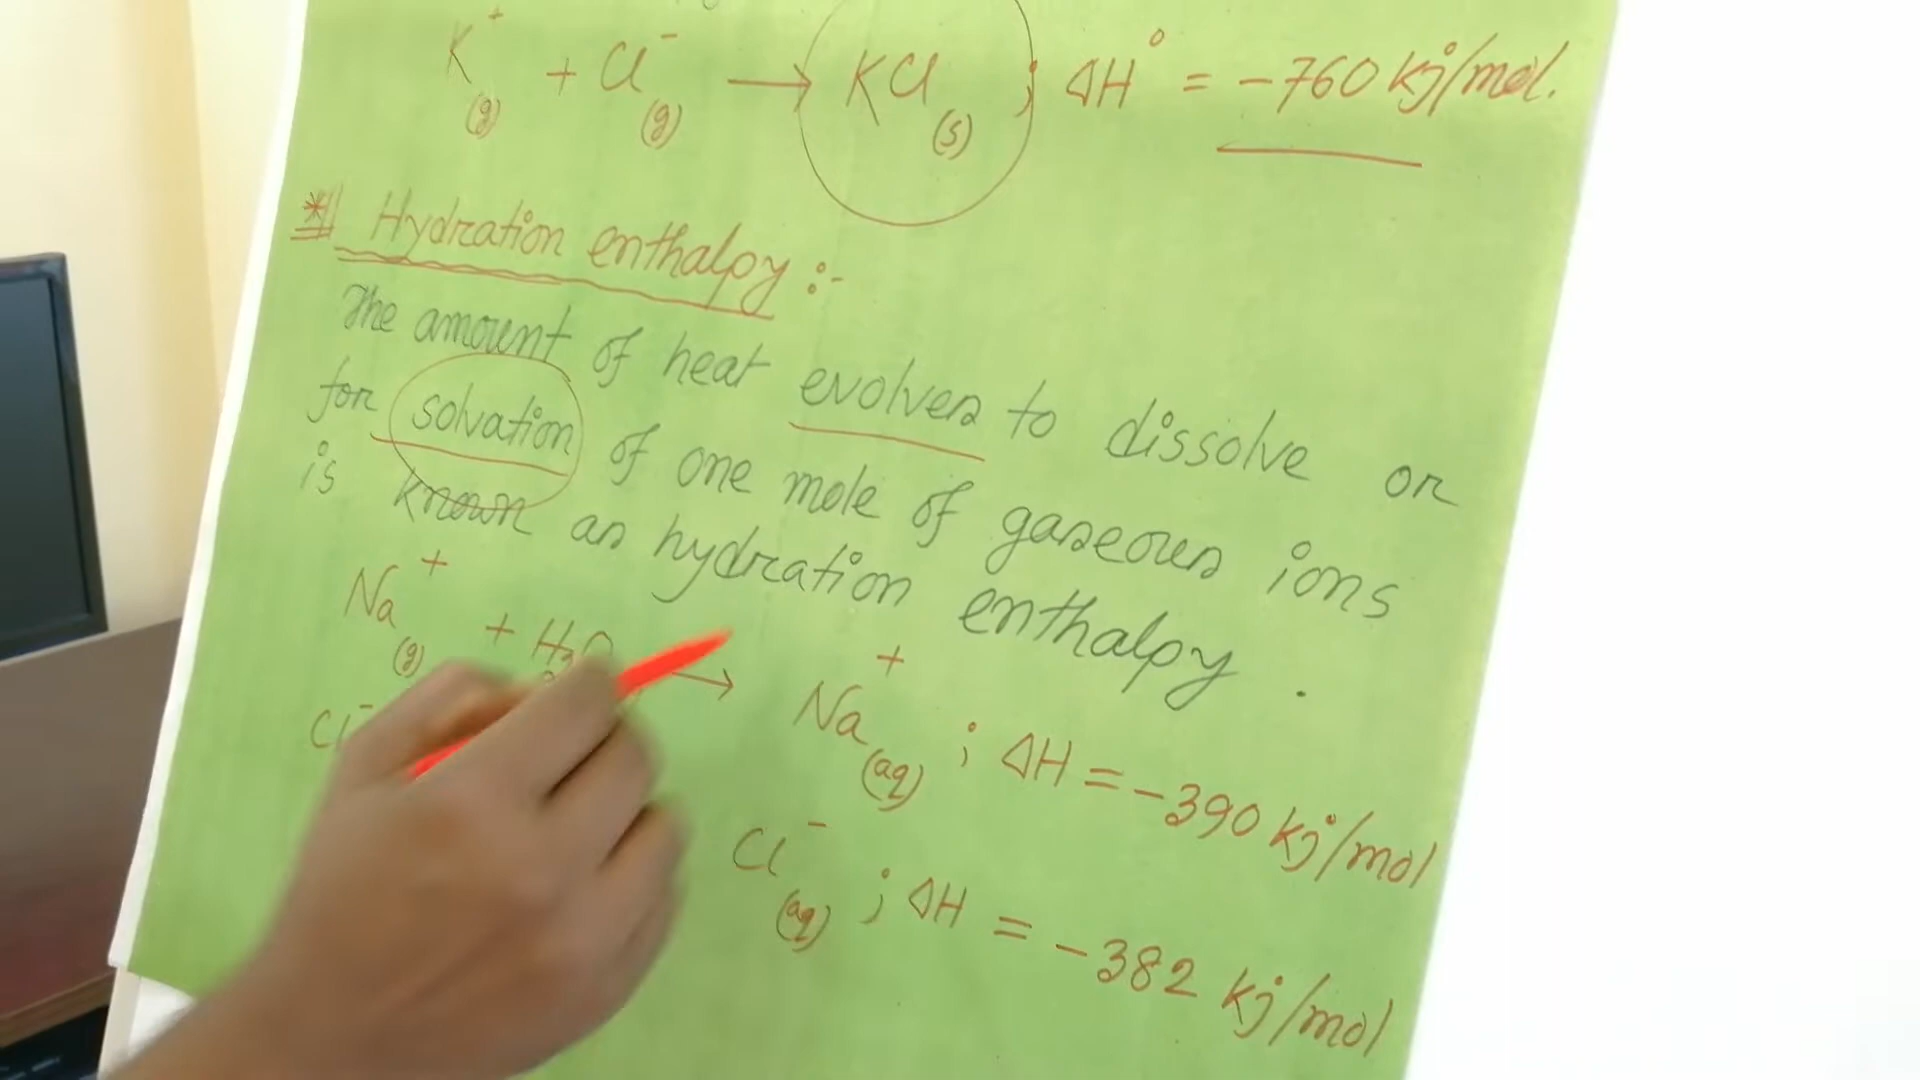 K⁺(g) + Cl⁻(g) → KCl(s) ; ΔH° = -760 kj/mol.
* Hydration enthalpy :-
The amount of heat evolves to dissolve or
for solvation of one mole of gaseous ions
is known as hydration enthalpy .
Na⁺(g) + H₂O → Na⁺(aq) ; ΔH = -390 kj/mol
Cl⁻ Cl⁻(aq) ; ΔH = -382 kj/mol